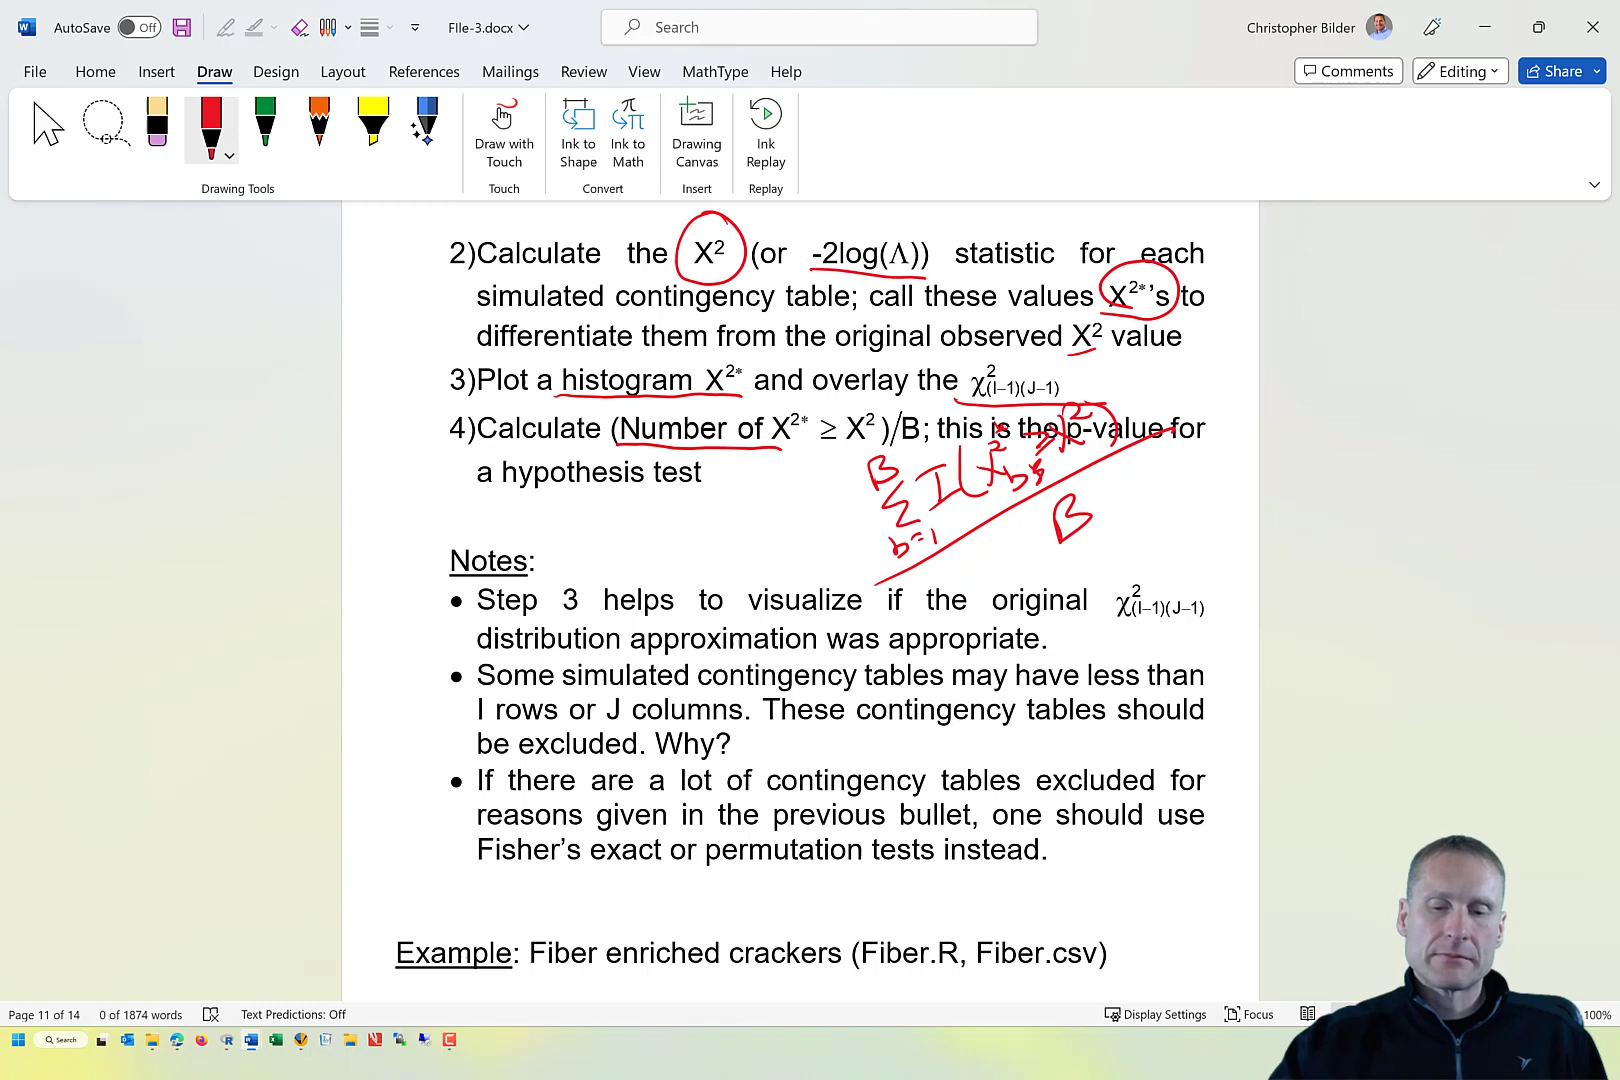 AutoSave Off FIle-3.docx Search Christopher Bilder
File Home Insert Draw Design Layout References Mailings Review View MathType Help Comments Editing Share
Draw with Touch
Ink to Shape
Ink to Math
Drawing Canvas
Ink Replay
Drawing Tools Touch Convert Insert Replay
2)Calculate the X² (or -2log(Λ)) statistic for each
simulated contingency table; call these values X²*'s to
differentiate them from the original observed X² value
3)Plot a histogram X²* and overlay the χ²(I–1)(J–1)
4)Calculate (Number of X²* ≥ X²)/B; this is the p-value for
a hypothesis test
B
Σ I(X²*b ≥ X²)
b=1
B
Notes:
• Step 3 helps to visualize if the original χ²(I–1)(J–1)
distribution approximation was appropriate.
• Some simulated contingency tables may have less than
I rows or J columns. These contingency tables should
be excluded. Why?
• If there are a lot of contingency tables excluded for
reasons given in the previous bullet, one should use
Fisher's exact or permutation tests instead.
Example: Fiber enriched crackers (Fiber.R, Fiber.csv)
Page 11 of 14 0 of 1874 words Text Predictions: Off Display Settings Focus 100%
Search